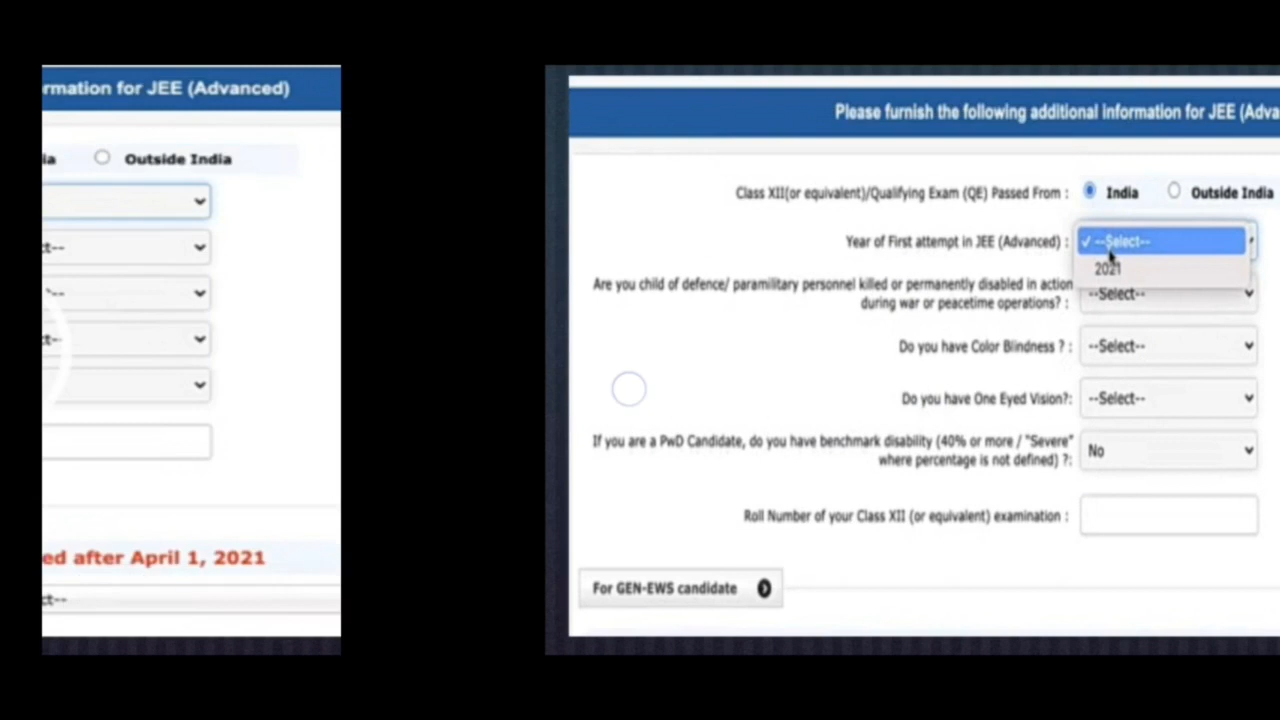 rmation for JEE (Advanced)
ia Outside India
ct--
'--
ct--
ed after April 1, 2021
ct--
Please furnish the following additional information for JEE (Adva
Class XII(or equivalent)/Qualifying Exam (QE) Passed From : India Outside India
Year of First attempt in JEE (Advanced) : ✓ --Select--
2021
Are you child of defence/ paramilitary personnel killed or permanently disabled in action
during war or peacetime operations? : --Select--
Do you have Color Blindness ? : --Select--
Do you have One Eyed Vision?: --Select--
If you are a PwD Candidate, do you have benchmark disability (40% or more / "Severe"
where percentage is not defined) ?: No
Roll Number of your Class XII (or equivalent) examination :
For GEN-EWS candidate